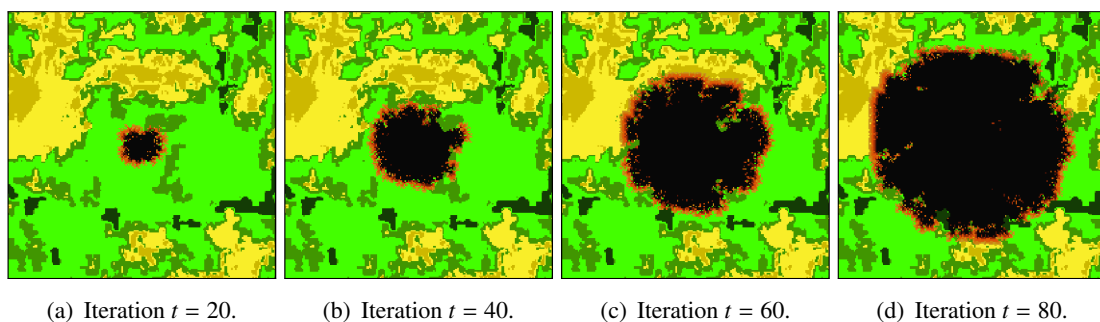 (a) Iteration t = 20.
(b) Iteration t = 40.
(c) Iteration t = 60.
(d) Iteration t = 80.